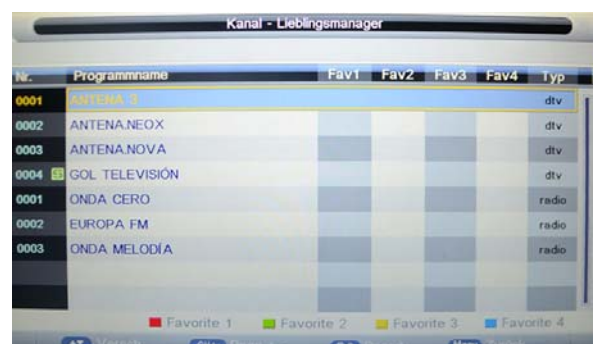 Kanal - Lieblingsmanager
Nr. Programmname Fav1 Fav2 Fav3 Fav4 Typ
0001 ANTENA 3 dtv
0002 ANTENA.NEOX dtv
0003 ANTENA.NOVA dtv
0004 GOL TELEVISIÓN dtv
0001 ONDA CERO radio
0002 EUROPA FM radio
0003 ONDA MELODÍA radio
Favorite 1 Favorite 2 Favorite 3 Favorite 4